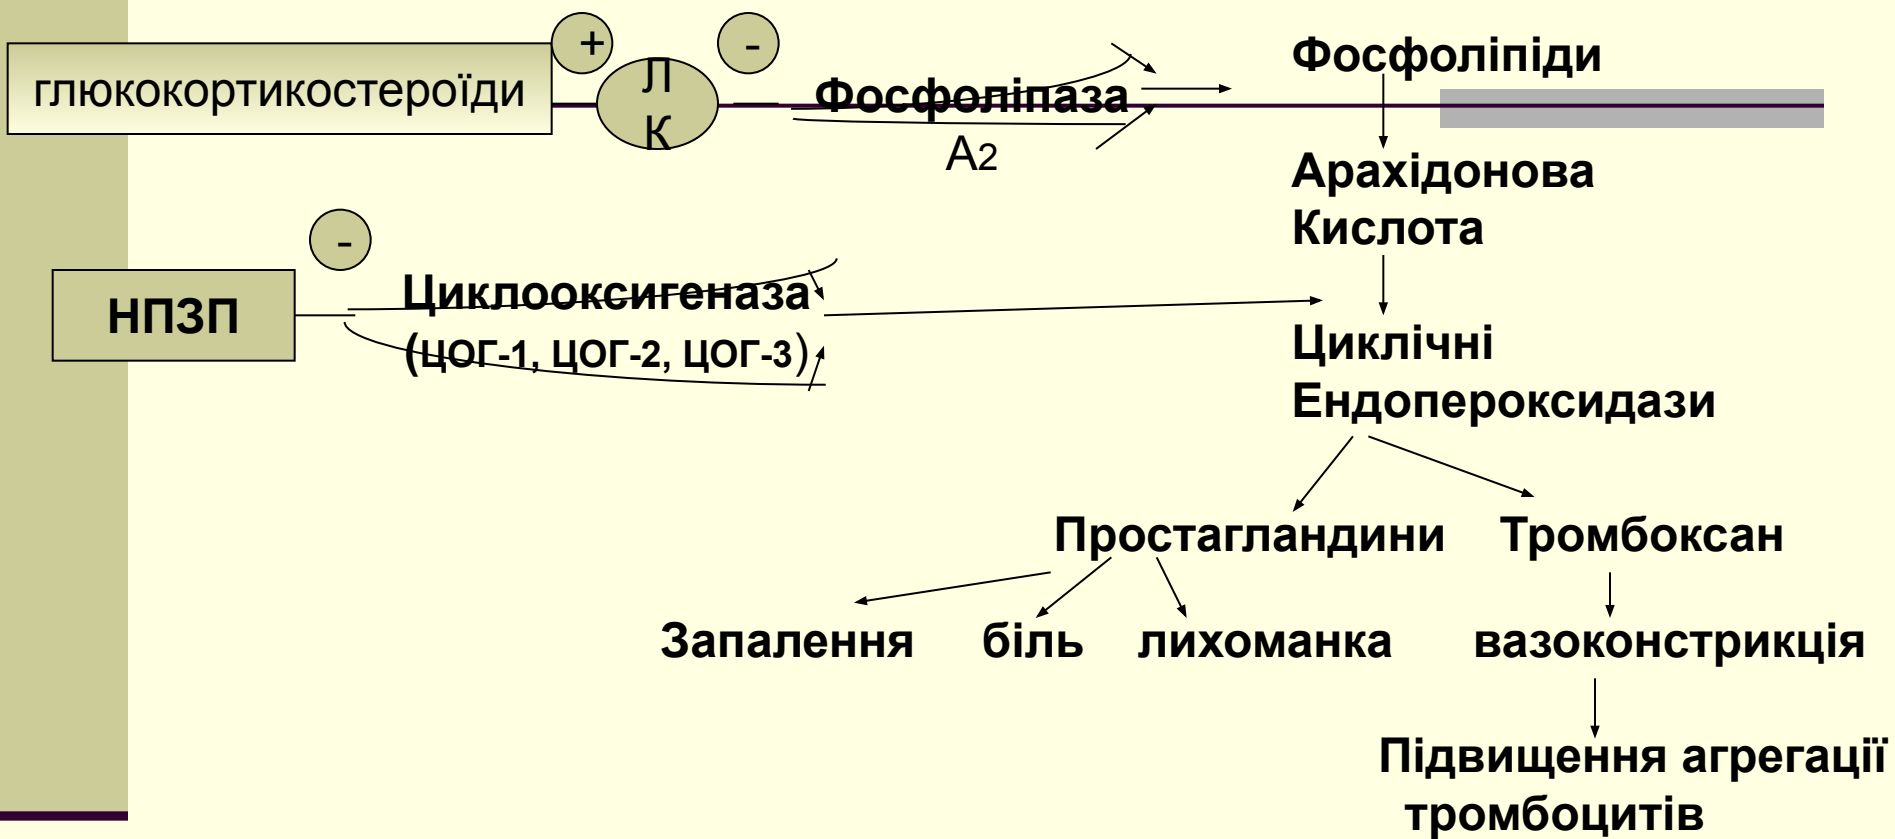 +
-
глюкокортикостероїди
Л
К
Фосфоліпаза
А2
Фосфоліпіди
Арахідонова
Кислота
-
НПЗП
Циклооксигеназа
(ЦОГ-1, ЦОГ-2, ЦОГ-3)
Циклічні
Ендопероксидази
Простагландини
Тромбоксан
Запалення
біль
лихоманка
вазоконстрикція
Підвищення агрегації
тромбоцитів